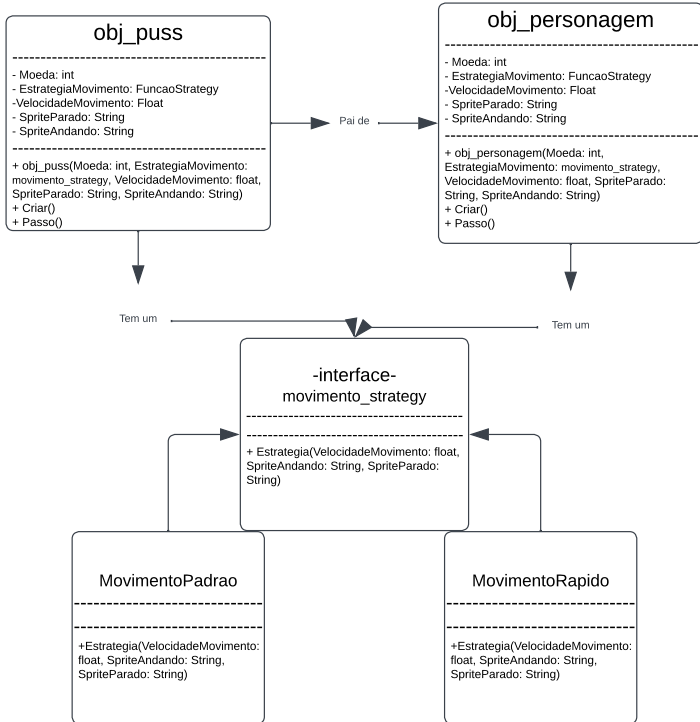 obj_puss
- Moeda: int
- EstrategiaMovimento: FuncaoStrategy
-VelocidadeMovimento: Float
- SpriteParado: String
- SpriteAndando: String
+ obj_puss(Moeda: int, EstrategiaMovimento:
movimento_strategy, VelocidadeMovimento: float,
SpriteParado: String, SpriteAndando: String)
+ Criar()
+ Passo()
Pai de
obj_personagem
- Moeda: int
- EstrategiaMovimento: FuncaoStrategy
-VelocidadeMovimento: Float
- SpriteParado: String
- SpriteAndando: String
+ obj_personagem(Moeda: int,
EstrategiaMovimento: movimento_strategy,
VelocidadeMovimento: float, SpriteParado:
String, SpriteAndando: String)
+ Criar()
+ Passo()
Tem um
Tem um
-interface-
movimento_strategy
+ Estrategia(VelocidadeMovimento: float,
SpriteAndando: String, SpriteParado:
String)
MovimentoPadrao
+Estrategia(VelocidadeMovimento:
float, SpriteAndando: String,
SpriteParado: String)
MovimentoRapido
+Estrategia(VelocidadeMovimento:
float, SpriteAndando: String,
SpriteParado: String)